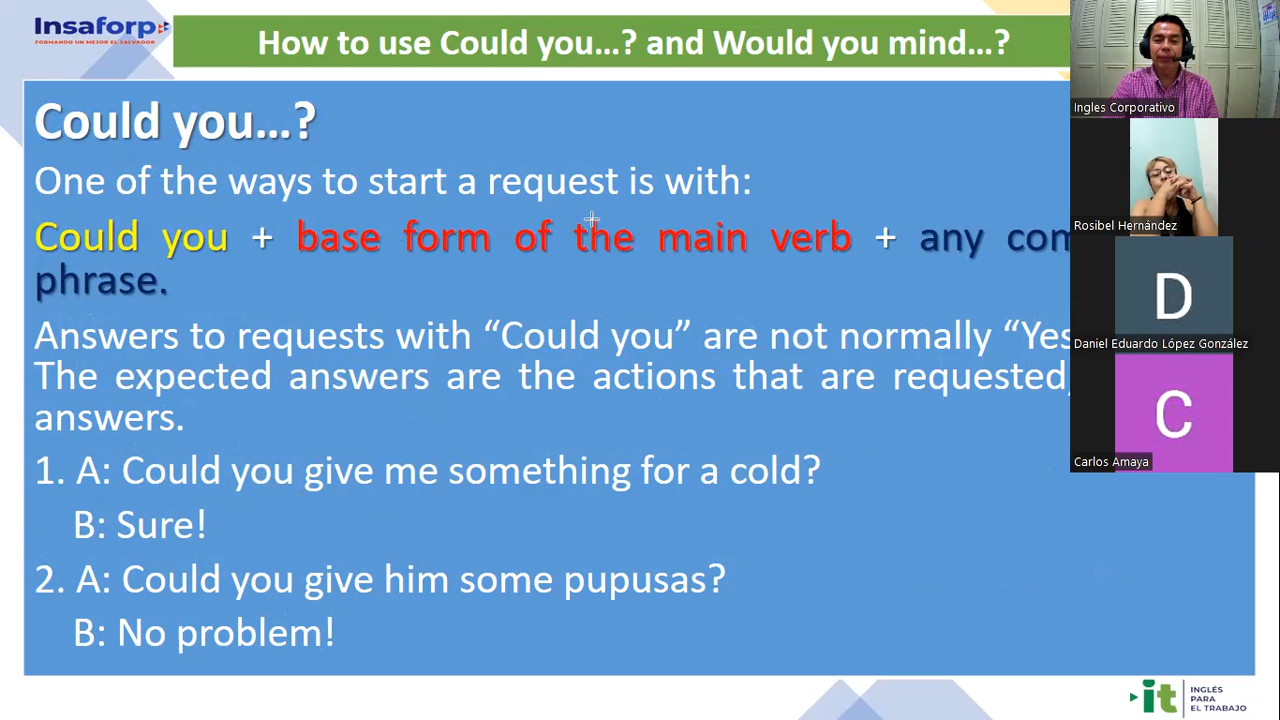 Insaforp
FORMANDO UN MEJOR EL SALVADOR
How to use Could you…? and Would you mind…?
Could you…?
One of the ways to start a request is with:
Could you + base form of the main verb + any
phrase.
Answers to requests with “Could you” are not normally “Yes
The expected answers are the actions that are requested,
answers.
1. A: Could you give me something for a cold?
B: Sure!
2. A: Could you give him some pupusas?
B: No problem!
Ingles Corporativo
Rosibel Hernández
D
Daniel Eduardo López González
C
Carlos Amaya
it
INGLÉS
PARA
EL TRABAJO